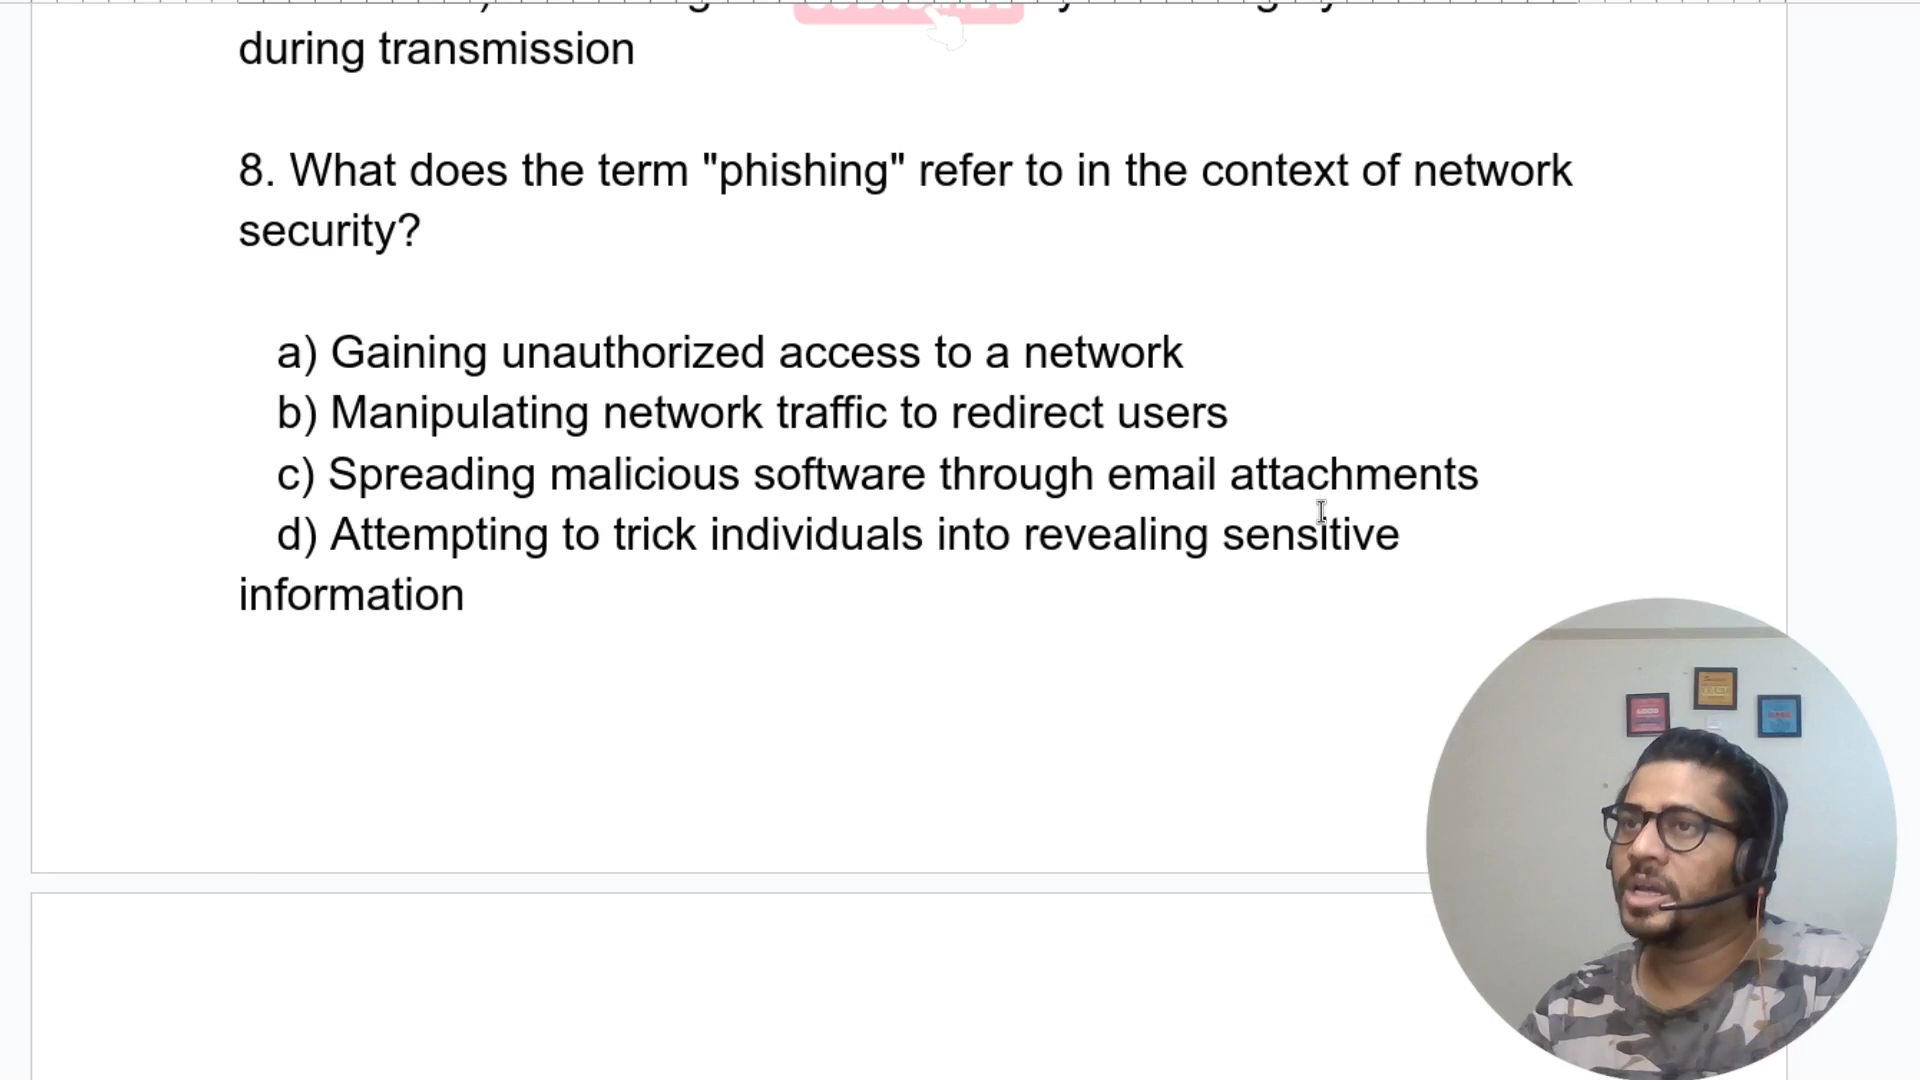 during transmission
8. What does the term "phishing" refer to in the context of network
security?
a) Gaining unauthorized access to a network
b) Manipulating network traffic to redirect users
c) Spreading malicious software through email attachments
d) Attempting to trick individuals into revealing sensitive
information